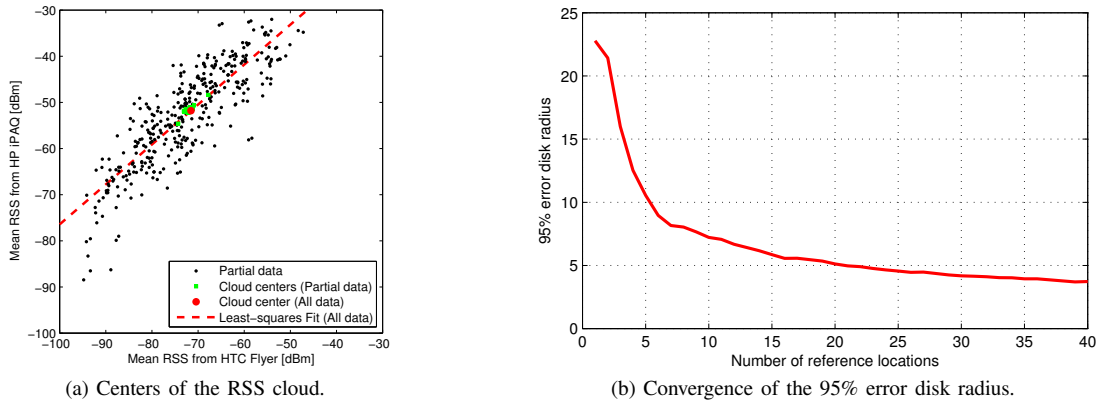 −30
−40
−50
−60
−70
−80
−90
−100
Mean RSS from HP iPAQ [dBm]
Partial data
Cloud centers (Partial data)
Cloud center (All data)
Least−squares Fit (All data)
−100 −90 −80 −70 −60 −50 −40 −30
Mean RSS from HTC Flyer [dBm]
(a) Centers of the RSS cloud.
25
20
15
10
5
0
95% error disk radius
0 5 10 15 20 25 30 35 40
Number of reference locations
(b) Convergence of the 95% error disk radius.